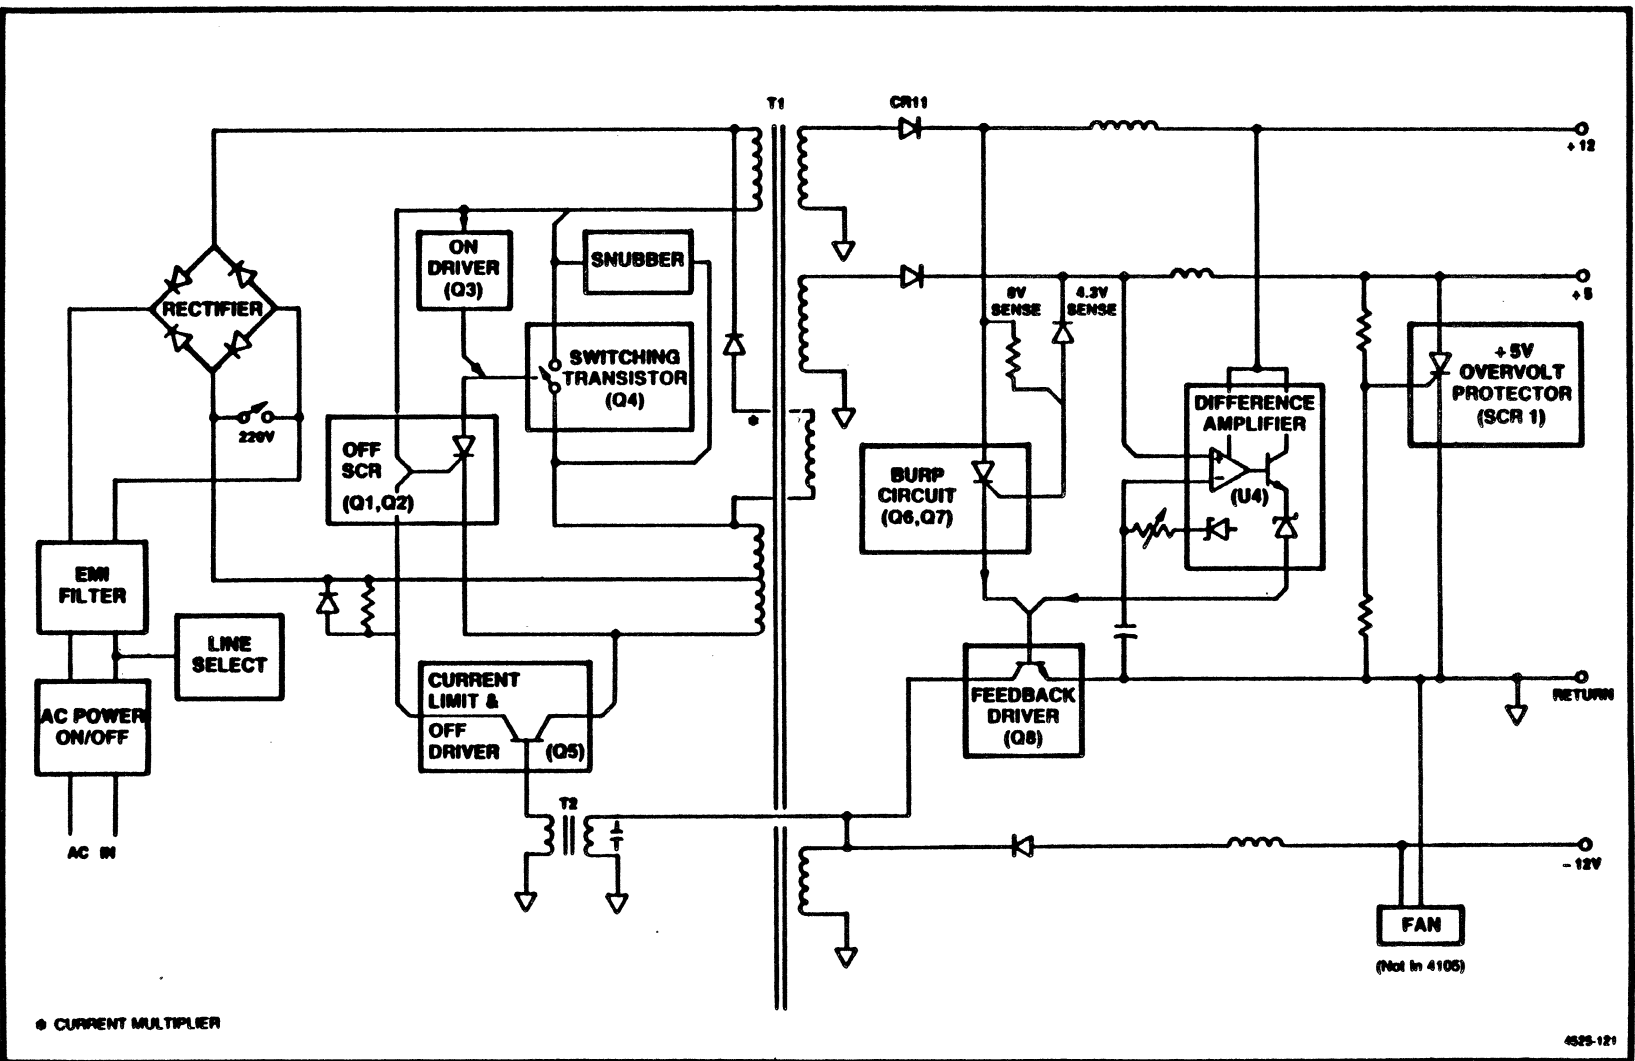 T1
CR11
+ 12
ON
DRIVER
(Q3)
SNUBBER
RECTIFIER
+ 5
SENSE
4.3V
SENSE
SWITCHING
TRANSISTOR
(Q4)
+ 5V
OVERVOLT
PROTECTOR
(SCR 1)
220V
*
DIFFERENCE
AMPLIFIER
+
-
(U4)
OFF
SCR
(Q1,Q2)
BURP
CIRCUIT
(Q6,Q7)
EMI
FILTER
LINE
SELECT
AC POWER
ON/OFF
CURRENT
LIMIT &
OFF
DRIVER
(Q5)
FEEDBACK
DRIVER
(Q8)
RETURN
T2
AC IN
- 12V
FAN
(Not in 4105)
* CURRENT MULTIPLIER
4525-121